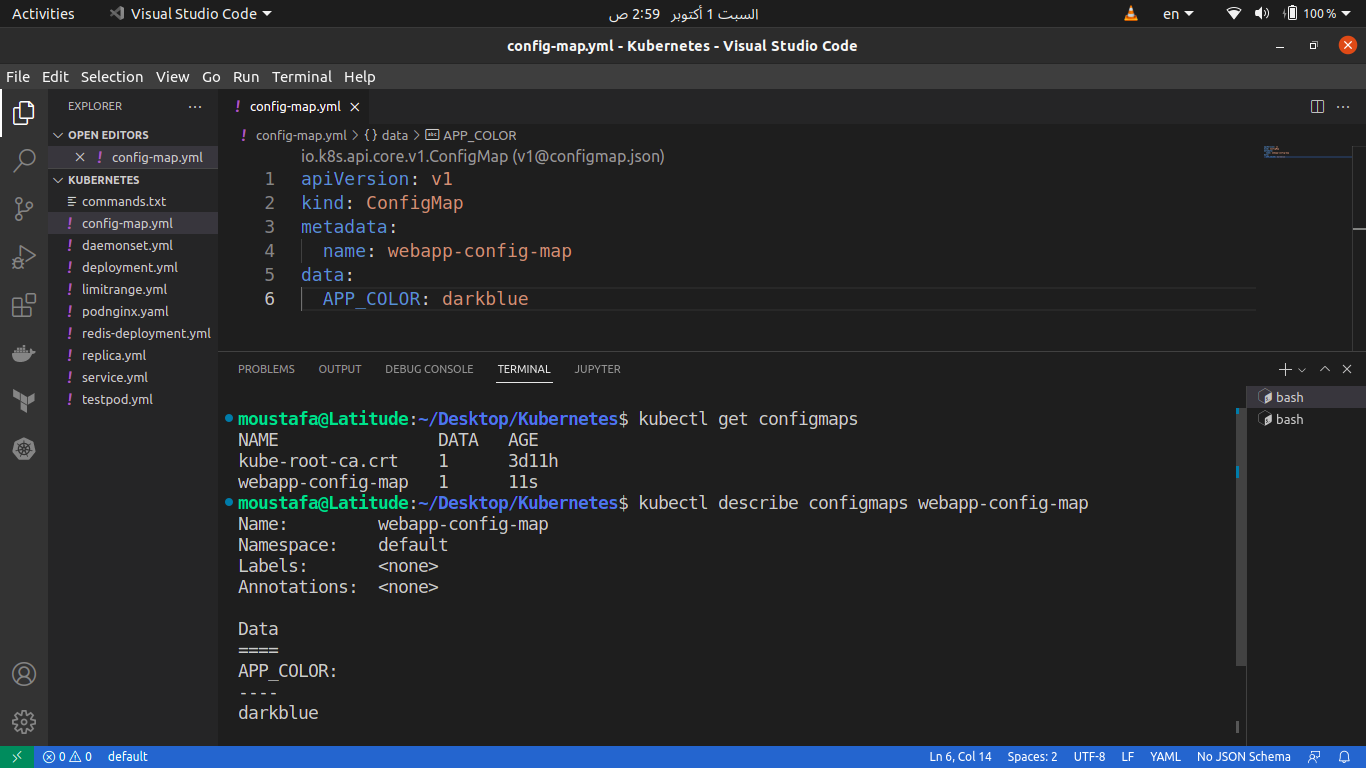 Activities
Visual Studio Code
السبت 1 أكتوبر 2:59 ص
en
100 %
config-map.yml - Kubernetes - Visual Studio Code
File Edit Selection View Go Run Terminal Help
EXPLORER
OPEN EDITORS
config-map.yml
KUBERNETES
commands.txt
config-map.yml
daemonset.yml
deployment.yml
limitrange.yml
podnginx.yaml
redis-deployment.yml
replica.yml
service.yml
testpod.yml
config-map.yml
config-map.yml > {} data > abc APP_COLOR
io.k8s.api.core.v1.ConfigMap (v1@configmap.json)
1 apiVersion: v1
2 kind: ConfigMap
3 metadata:
4 name: webapp-config-map
5 data:
6 APP_COLOR: darkblue
PROBLEMS OUTPUT DEBUG CONSOLE TERMINAL JUPYTER
moustafa@Latitude:~/Desktop/Kubernetes$ kubectl get configmaps
NAME DATA AGE
kube-root-ca.crt 1 3d11h
webapp-config-map 1 11s
moustafa@Latitude:~/Desktop/Kubernetes$ kubectl describe configmaps webapp-config-map
Name: webapp-config-map
Namespace: default
Labels: <none>
Annotations: <none>
Data
====
APP_COLOR:
----
darkblue
bash
bash
0 0 default
Ln 6, Col 14 Spaces: 2 UTF-8 LF YAML No JSON Schema